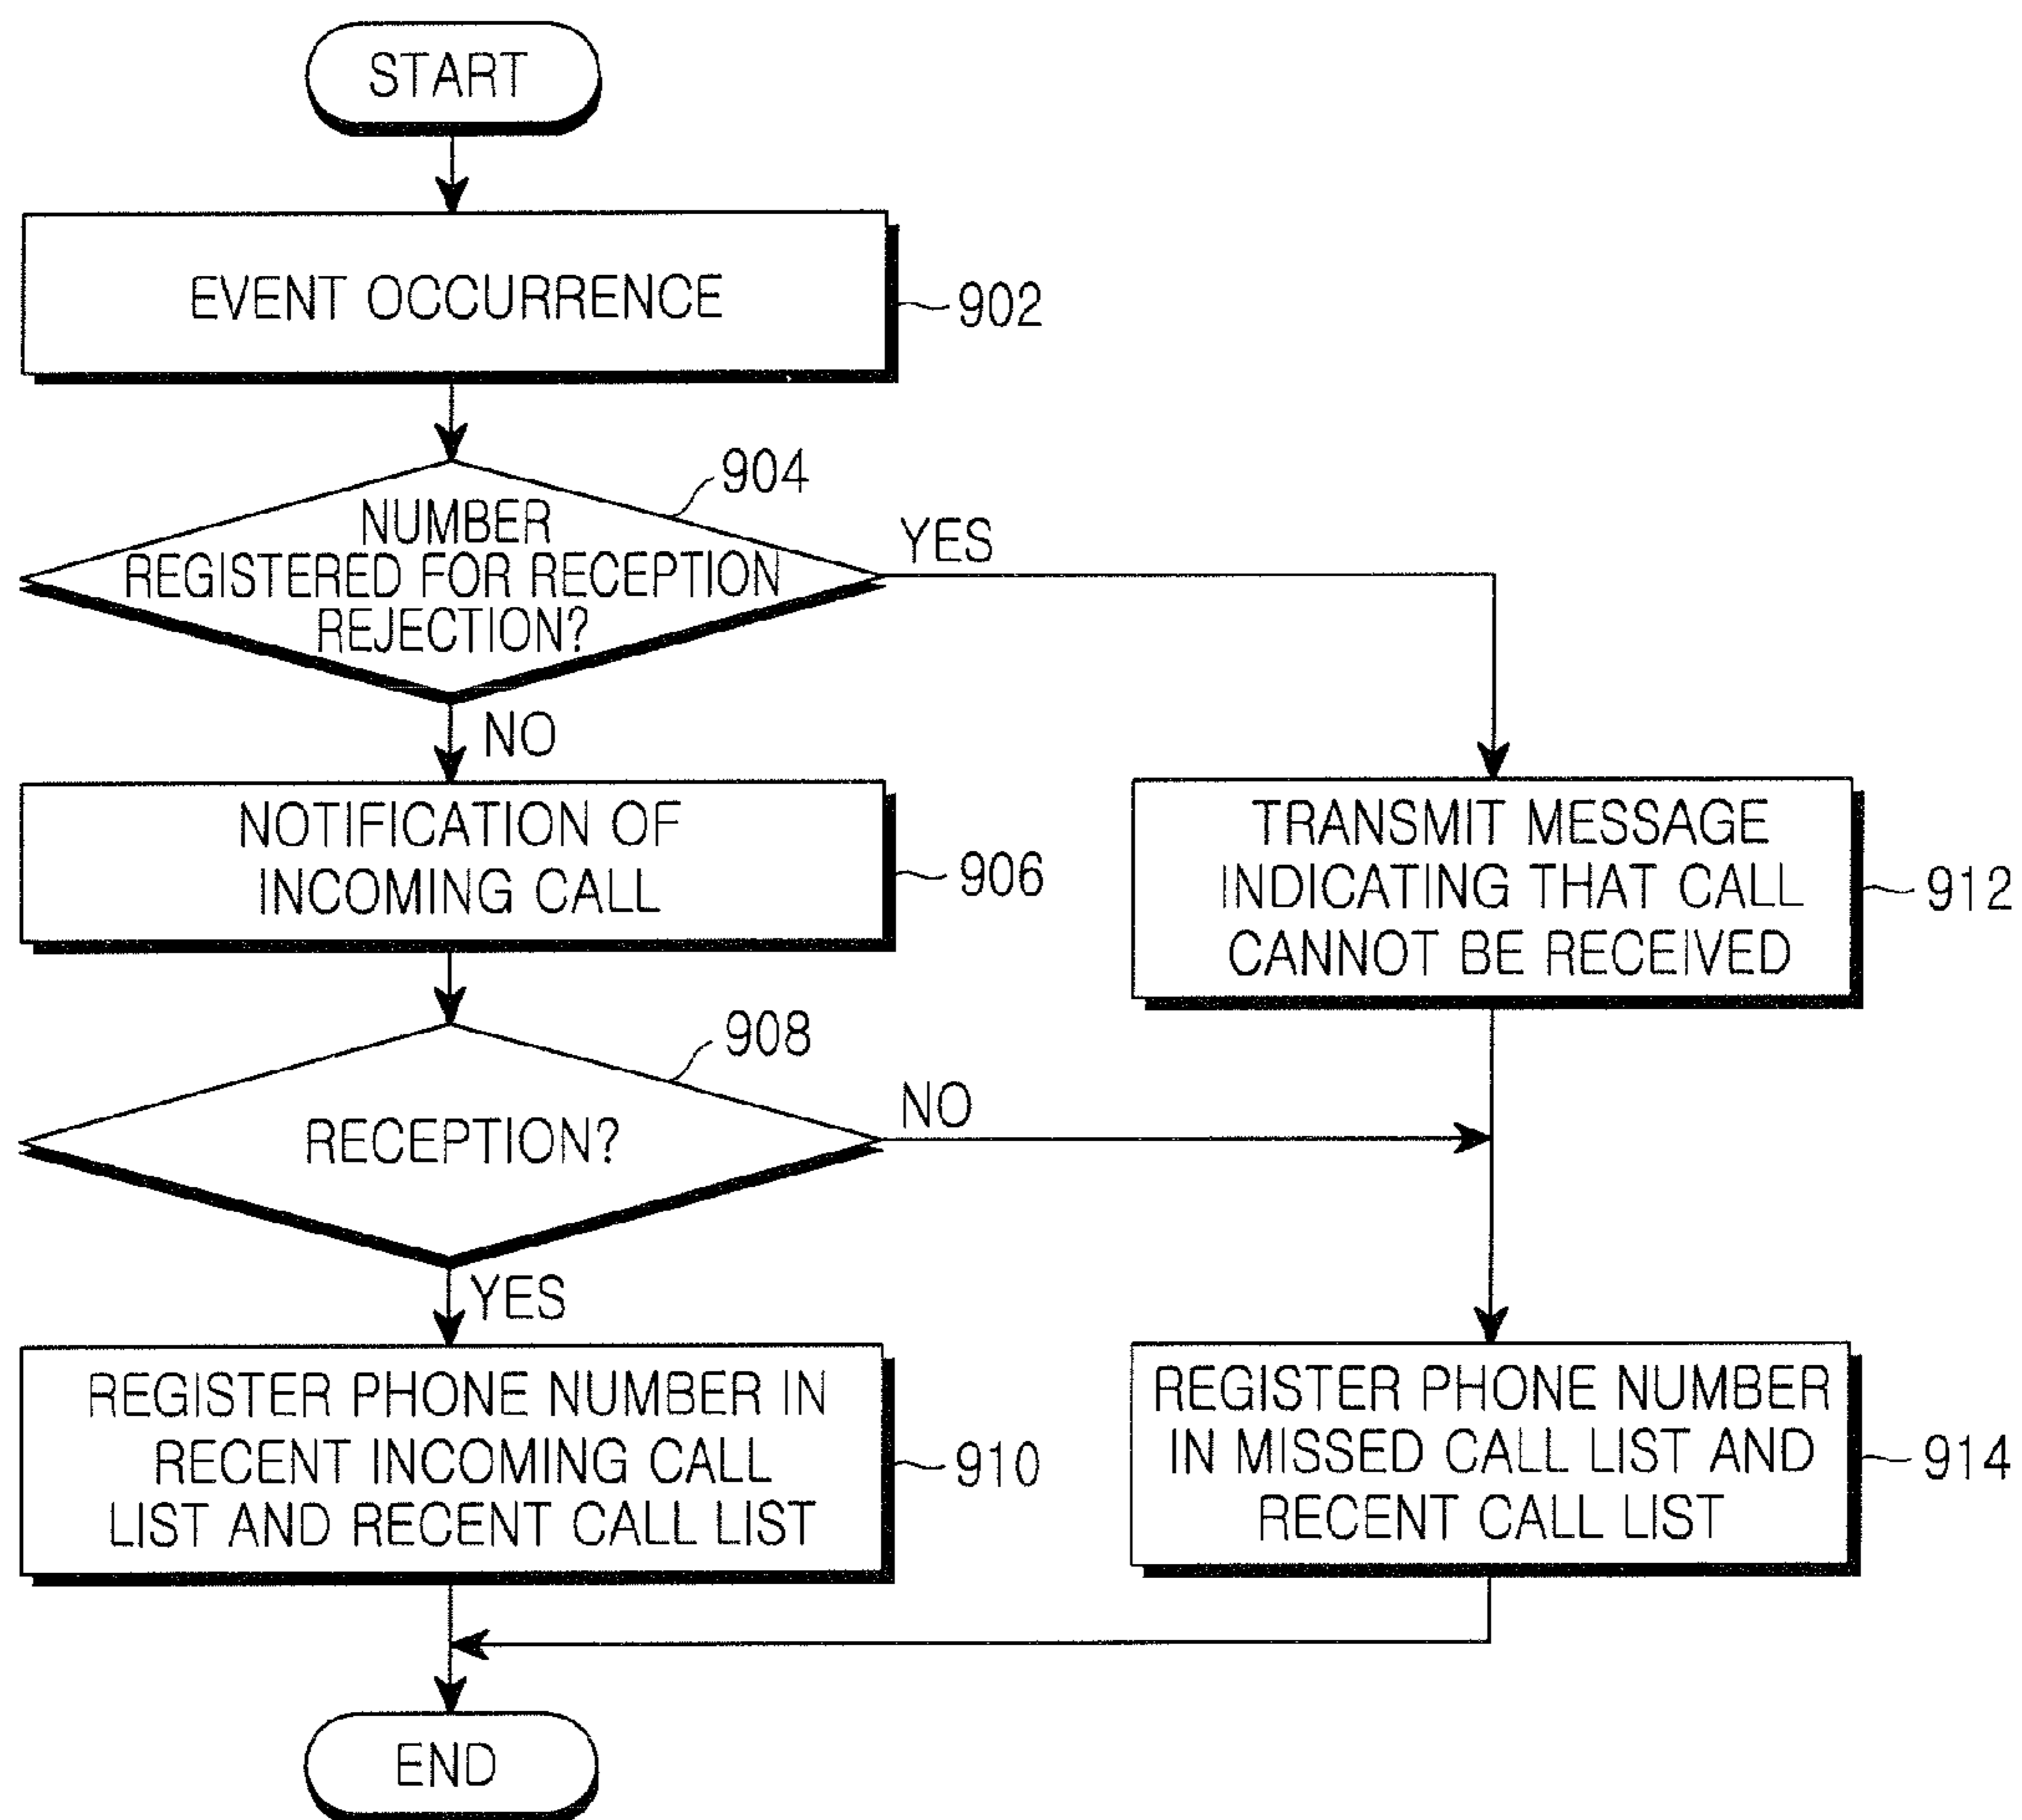 START
EVENT OCCURRENCE
902
904
NUMBER
REGISTERED FOR RECEPTION
REJECTION?
YES
NO
NOTIFICATION OF
INCOMING CALL
906
TRANSMIT MESSAGE
INDICATING THAT CALL
CANNOT BE RECEIVED
912
908
RECEPTION?
NO
YES
REGISTER PHONE NUMBER IN
RECENT INCOMING CALL
LIST AND RECENT CALL LIST
910
REGISTER PHONE NUMBER
IN MISSED CALL LIST AND
RECENT CALL LIST
914
END